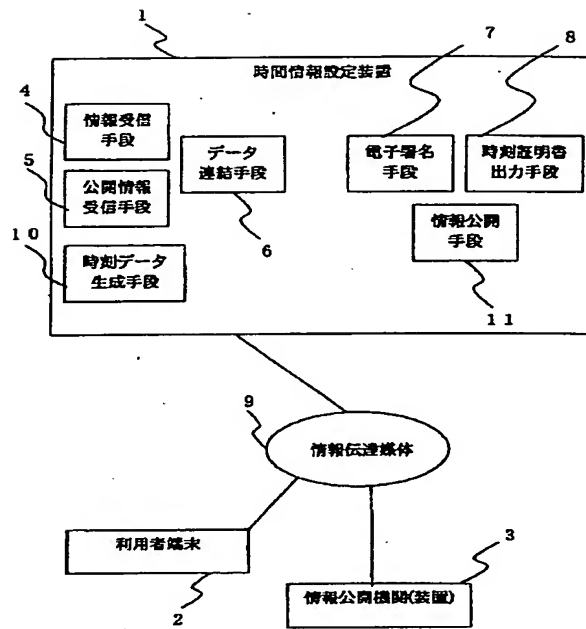 1
7
8
時間情報設定装置
4
情報受信
手段
5
公開情報
受信手段
データ
連結手段
6
電子署名
手段
時刻証明書
出力手段
10
時刻データ
生成手段
情報公開
手段
11
9
情報伝達媒体
利用者端末
2
3
情報公開機関(装置)